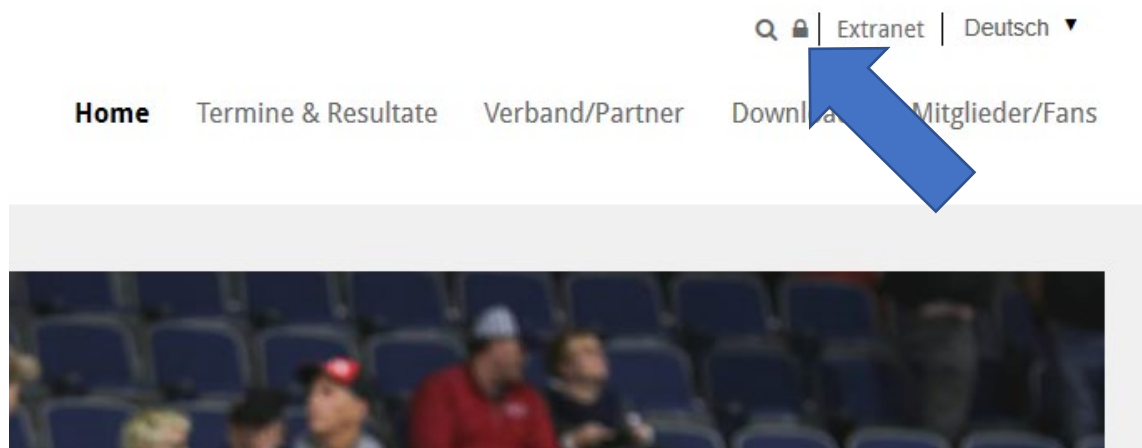 Extranet Deutsch ▼
Home Termine & Resultate Verband/Partner Mitglieder/Fans